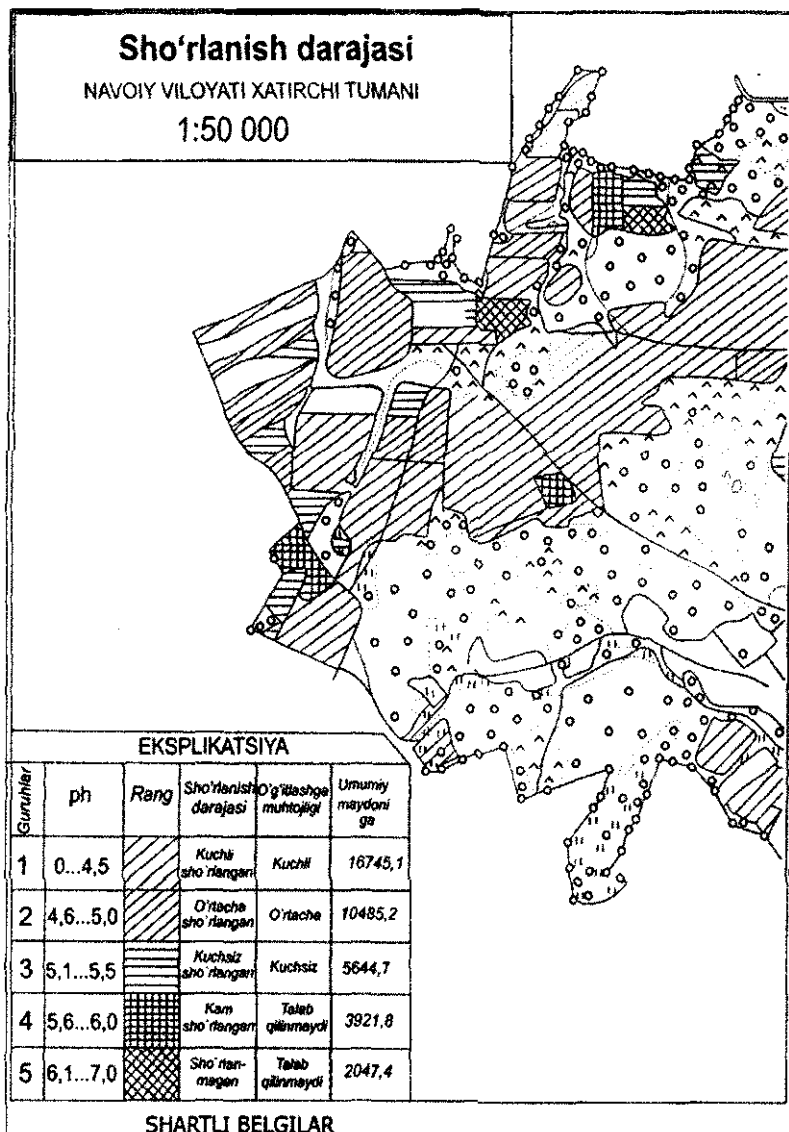 Sho‘rlanish darajasi
NAVOIY VILOYATI XATIRCHI TUMANI
1:50 000
EKSPLIKATSIYA
Guruhlar ph Rang Sho'rlanish darajasi O'g'itlashga muhtojligi Umumiy maydoni ga
1 0...4,5 Kuchli sho`rlangan Kuchli 16745,1
2 4,6...5,0 O'rtacha sho`rlangan O'rtacha 10485,2
3 5,1...5,5 Kuchsiz sho`rlangan Kuchsiz 5644,7
4 5,6...6,0 Kam sho`rlangan Talab qilinmaydi 3921,8
5 6,1...7,0 Sho`rlan-magan Talab qilinmaydi 2047,4
SHARTLI BELGILAR